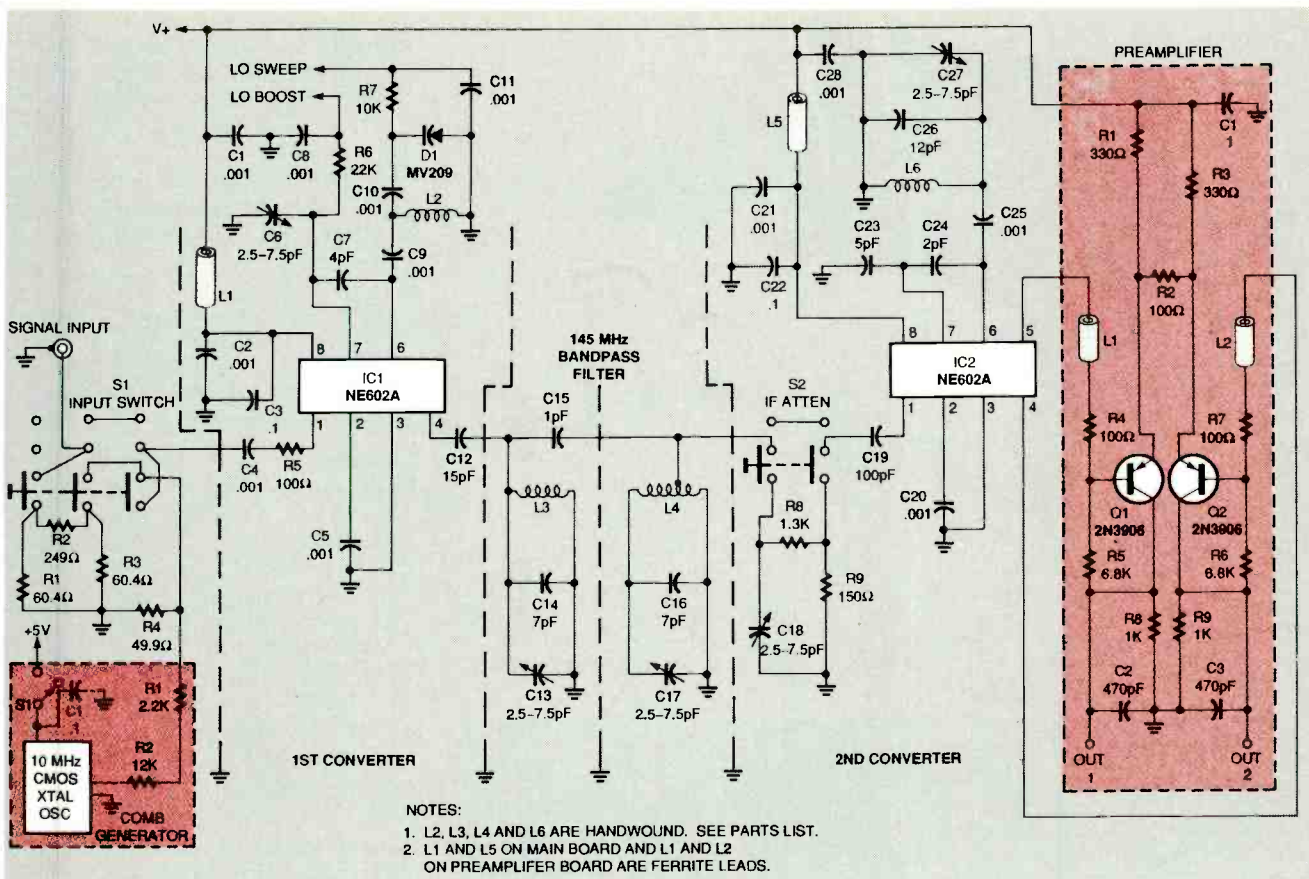 V+
LO SWEEP
LO BOOST
R7
10K
C11
.001
C1
.001
C8
.001
R6
22K
D1
MV209
C10
.001
L2
C6
2.5–7.5pF
C7
4pF
C9
.001
L1
C2
.001
C3
.1
8
7
6
IC1
NE602A
1
2
3
4
SIGNAL INPUT
S1
INPUT SWITCH
C4
.001
R5
100Ω
C5
.001
R2
249Ω
R1
60.4Ω
R3
60.4Ω
R4
49.9Ω
+5V
S1
C1
.1
R1
2.2K
R2
12K
10 MHz
CMOS
XTAL
OSC
COMB
GENERATOR
1ST CONVERTER
C12
15pF
145 MHz
BANDPASS
FILTER
C15
1pF
L3
L4
C14
7pF
C16
7pF
C13
2.5–7.5pF
C17
2.5–7.5pF
S2
IF ATTEN
R8
1.3K
R9
150Ω
C18
2.5–7.5pF
C19
100pF
C20
.001
2ND CONVERTER
C28
.001
C27
2.5–7.5pF
L5
C26
12pF
L6
C21
.001
C22
.1
C23
5pF
C24
2pF
C25
.001
8
7
6
5
IC2
NE602A
1
2
3
4
PREAMPLIFIER
R1
330Ω
C1
.1
R3
330Ω
R2
100Ω
L1
L2
R4
100Ω
R7
100Ω
Q1
2N3906
Q2
2N3906
R5
6.8K
R6
6.8K
R8
1K
R9
1K
C2
470pF
C3
470pF
OUT
1
OUT
2
NOTES:
1. L2, L3, L4 AND L6 ARE HANDWOUND. SEE PARTS LIST.
2. L1 AND L5 ON MAIN BOARD AND L1 AND L2
ON PREAMPLIFER BOARD ARE FERRITE LEADS.